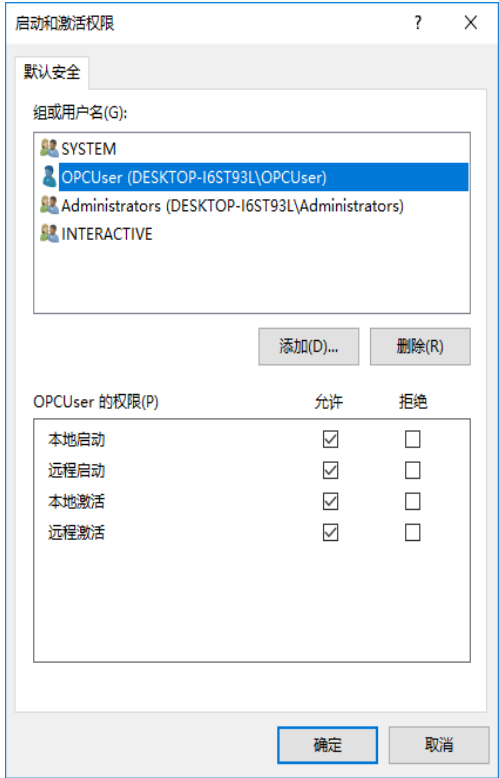 启动和激活权限 ?
默认安全
组或用户名(G):
SYSTEM
OPCUser (DESKTOP-I6ST93L\OPCUser)
Administrators (DESKTOP-I6ST93L\Administrators)
INTERACTIVE
添加(D)... 删除(R)
OPCUser 的权限(P) 允许 拒绝
本地启动
远程启动
本地激活
远程激活
确定 取消